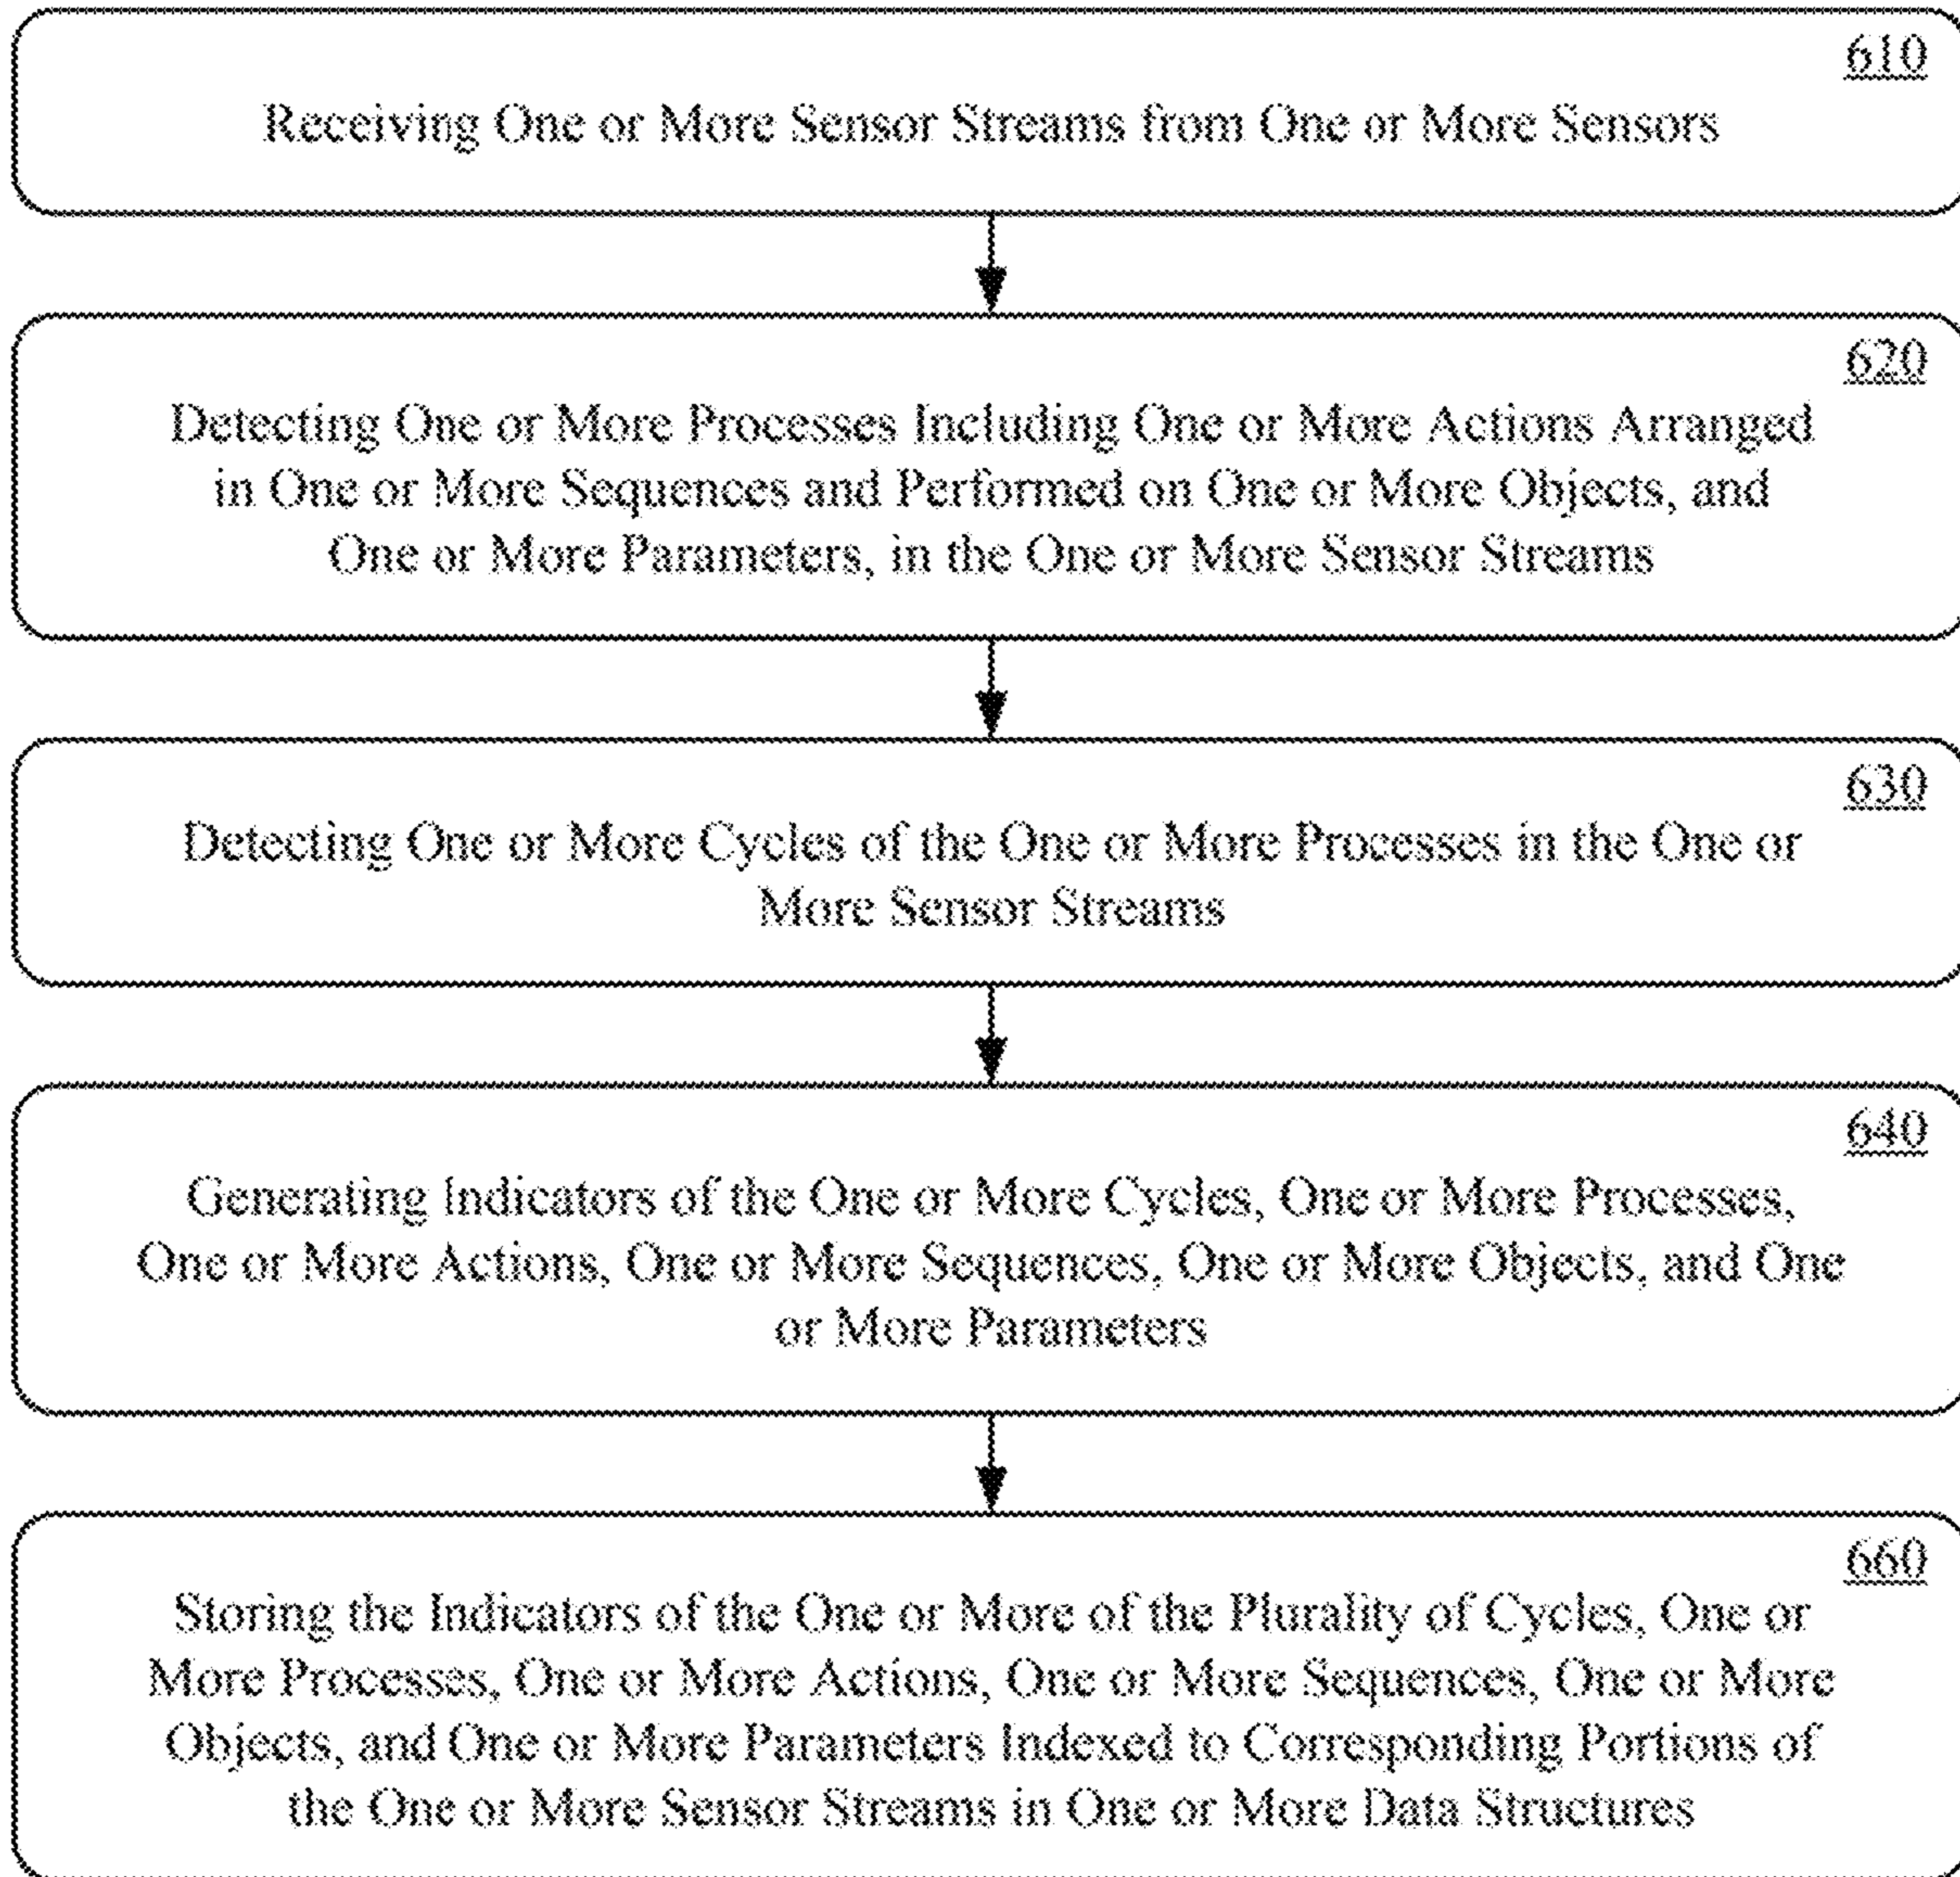 610
Receiving One or More Sensor Streams from One or More Sensors
620
Detecting One or More Processes Including One or More Actions Arranged
in One or More Sequences and Performed on One or More Objects, and
One or More Parameters, in the One or More Sensor Streams
630
Detecting One or More Cycles of the One or More Processes in the One or
More Sensor Streams
640
Generating Indicators of the One or More Cycles, One or More Processes,
One or More Actions, One or More Sequences, One or More Objects, and One
or More Parameters
660
Storing the Indicators of the One or More of the Plurality of Cycles, One or
More Processes, One or More Actions, One or More Sequences, One or More
Objects, and One or More Parameters Indexed to Corresponding Portions of
the One or More Sensor Streams in One or More Data Structures